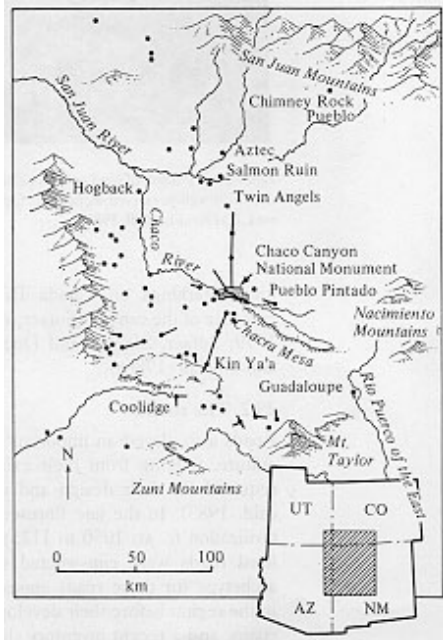 San Juan Mountains
San Juan River
Chimney Rock
Pueblo
Aztec
Salmon Ruin
Hogback
Twin Angels
Chaco
River
Chaco Canyon
National Monument
Pueblo Pintado
Nacimiento
Mountains
Chacra Mesa
Kin Ya'a
Guadaloupe
Coolidge
Rio Puerco of the East
Mt.
Taylor
N
Zuni Mountains
UT
CO
0
50
100
km
AZ
NM